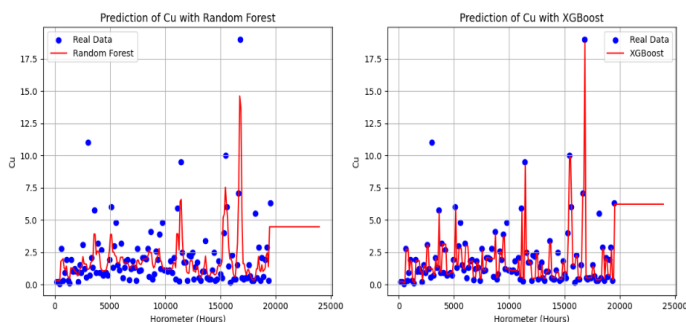 Prediction of Cu with Random Forest
Real Data
Random Forest
17.5
15.0
12.5
10.0
7.5
5.0
2.5
0.0
Cu
0
5000
10000
15000
20000
25000
Horometer (Hours)
Prediction of Cu with XGBoost
Real Data
XGBoost
17.5
15.0
12.5
10.0
7.5
5.0
2.5
0.0
Cu
0
5000
10000
15000
20000
25000
Horometer (Hours)